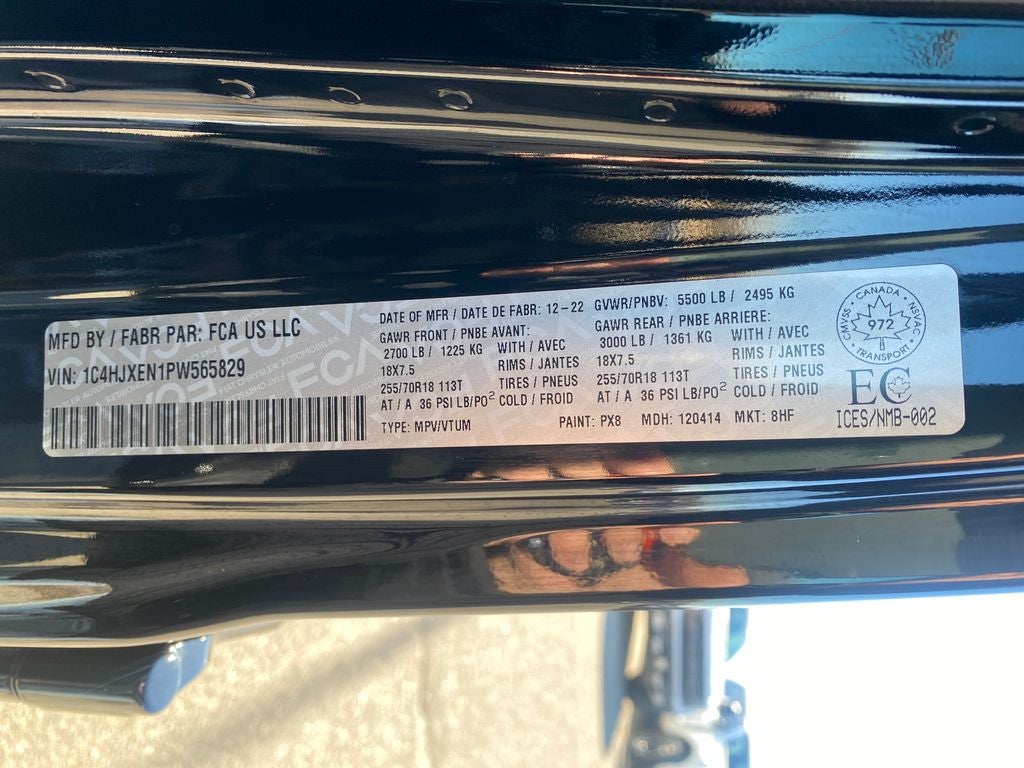 MFD BY / FABR PAR: FCA US LLC
VIN: 1C4HJXEN1PW565829
DATE OF MFR / DATE DE FABR: 12-22
GAWR FRONT / PNBE AVANT:
2700 LB / 1225 KG WITH / AVEC
18X7.5 RIMS / JANTES
255/70R18 113T TIRES / PNEUS
AT / A 36 PSI LB/PO² COLD / FROID
TYPE: MPV/VTUM
GVWR/PNBV: 5500 LB / 2495 KG
GAWR REAR / PNBE ARRIERE:
3000 LB / 1361 KG WITH / AVEC
18X7.5 RIMS / JANTES
255/70R18 113T TIRES / PNEUS
AT / A 36 PSI LB/PO² COLD / FROID
PAINT: PX8 MDH: 120414 MKT: 8HF
CANADA
CMVSS
972
NSVAC
TRANSPORT
EC
ICES/NMB-002